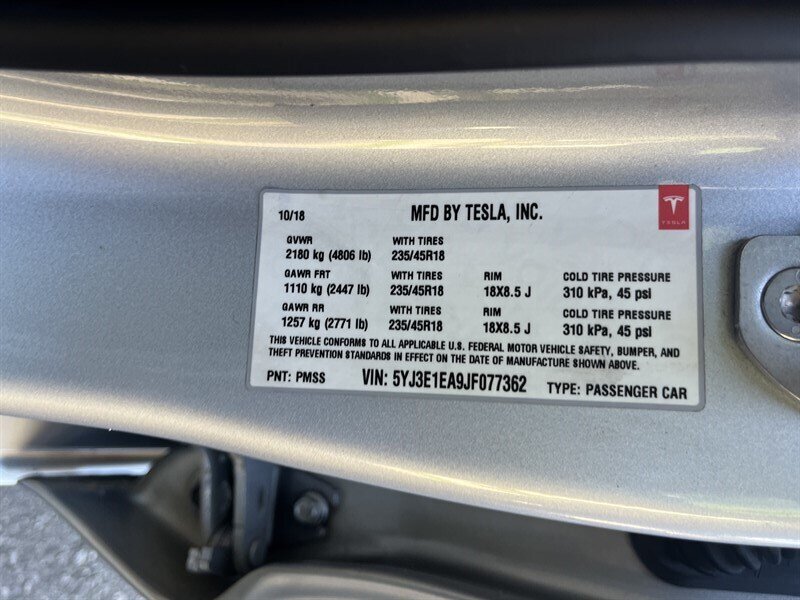 10/18 MFD BY TESLA, INC.
TESLA
GVWR WITH TIRES
2180 kg (4806 lb) 235/45R18
GAWR FRT WITH TIRES RIM COLD TIRE PRESSURE
1110 kg (2447 lb) 235/45R18 18X8.5 J 310 kPa, 45 psi
GAWR RR WITH TIRES RIM COLD TIRE PRESSURE
1257 kg (2771 lb) 235/45R18 18X8.5 J 310 kPa, 45 psi
THIS VEHICLE CONFORMS TO ALL APPLICABLE U.S. FEDERAL MOTOR VEHICLE SAFETY, BUMPER, AND
THEFT PREVENTION STANDARDS IN EFFECT ON THE DATE OF MANUFACTURE SHOWN ABOVE.
PNT: PMSS VIN: 5YJ3E1EA9JF077362 TYPE: PASSENGER CAR